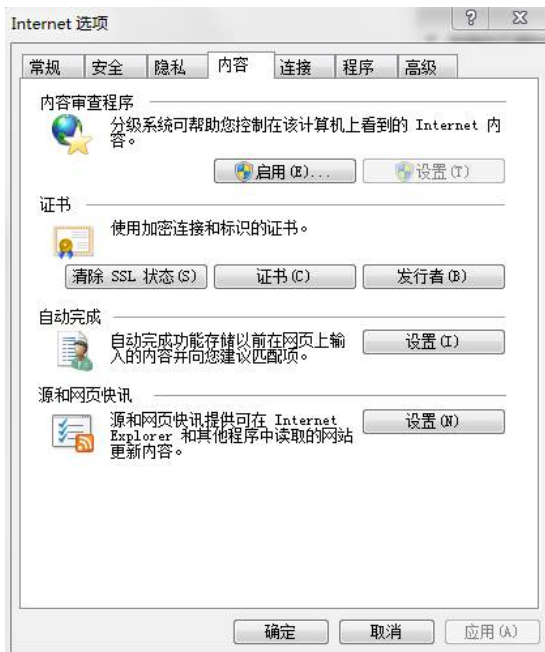 Internet 选项
常规 安全 隐私 内容 连接 程序 高级
内容审查程序
分级系统可帮助您控制在该计算机上看到的 Internet 内
容。
启用(E)... 设置(T)
证书
使用加密连接和标识的证书。
清除 SSL 状态(S) 证书(C) 发行者(B)
自动完成
自动完成功能存储以前在网页上输
入的内容并向您建议匹配项。
设置(I)
源和网页快讯
源和网页快讯提供可在 Internet
Explorer 和其他程序中读取的网站
更新内容。
设置(N)
确定 取消 应用(A)